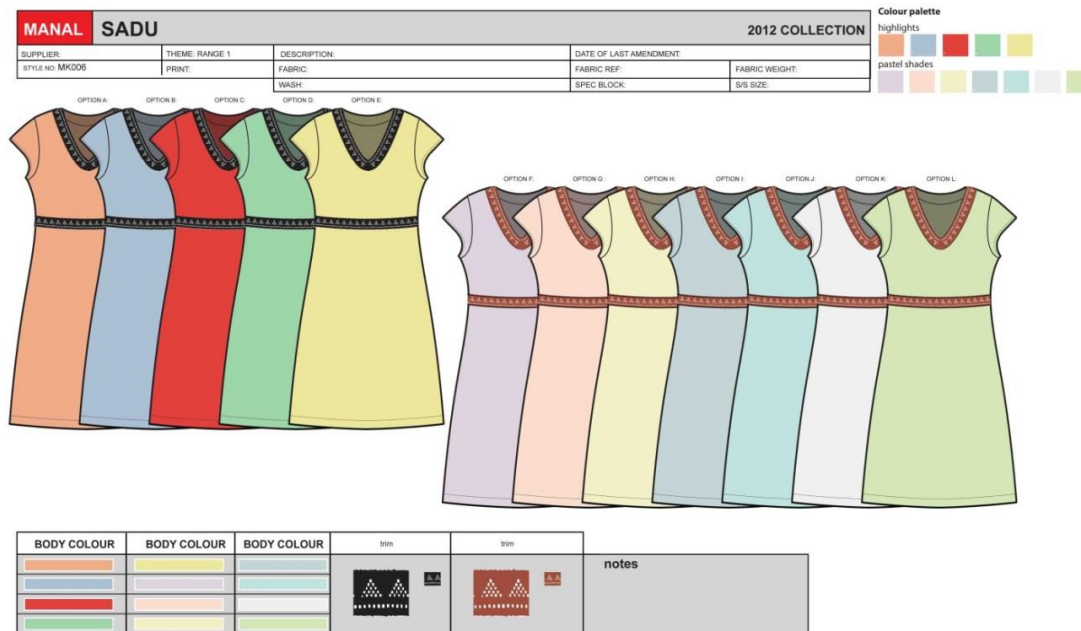 MANAL SADU 2012 COLLECTION
SUPPLIER: THEME: RANGE 1 DESCRIPTION: DATE OF LAST AMENDMENT:
STYLE NO: MK006 PRINT: FABRIC: FABRIC REF: FABRIC WEIGHT:
WASH: SPEC BLOCK: S/S SIZE:
Colour palette
highlights
pastel shades
OPTION A: OPTION B: OPTION C: OPTION D: OPTION E:
OPTION F: OPTION G: OPTION H: OPTION I: OPTION J: OPTION K: OPTION L:
BODY COLOUR BODY COLOUR BODY COLOUR trim trim
notes